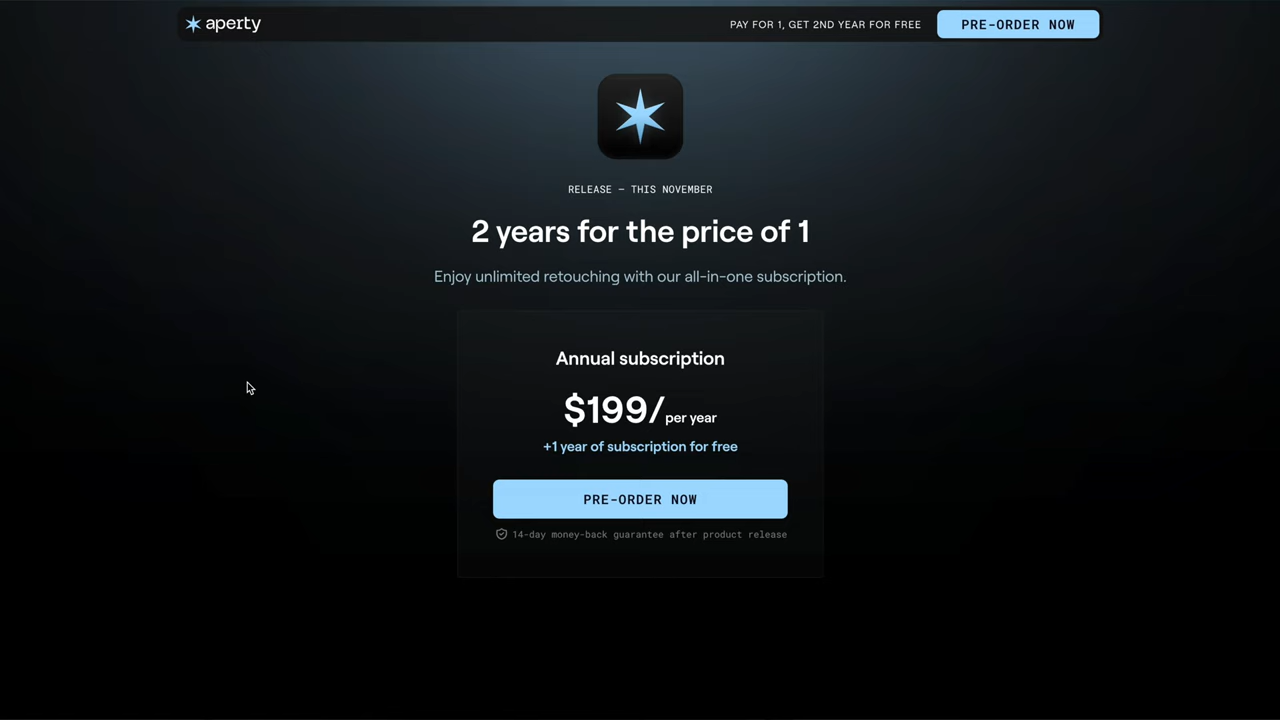 aperty
PAY FOR 1, GET 2ND YEAR FOR FREE
PRE-ORDER NOW
RELEASE — THIS NOVEMBER
2 years for the price of 1
Enjoy unlimited retouching with our all-in-one subscription.
Annual subscription
$199/per year
+1 year of subscription for free
PRE-ORDER NOW
14-day money-back guarantee after product release